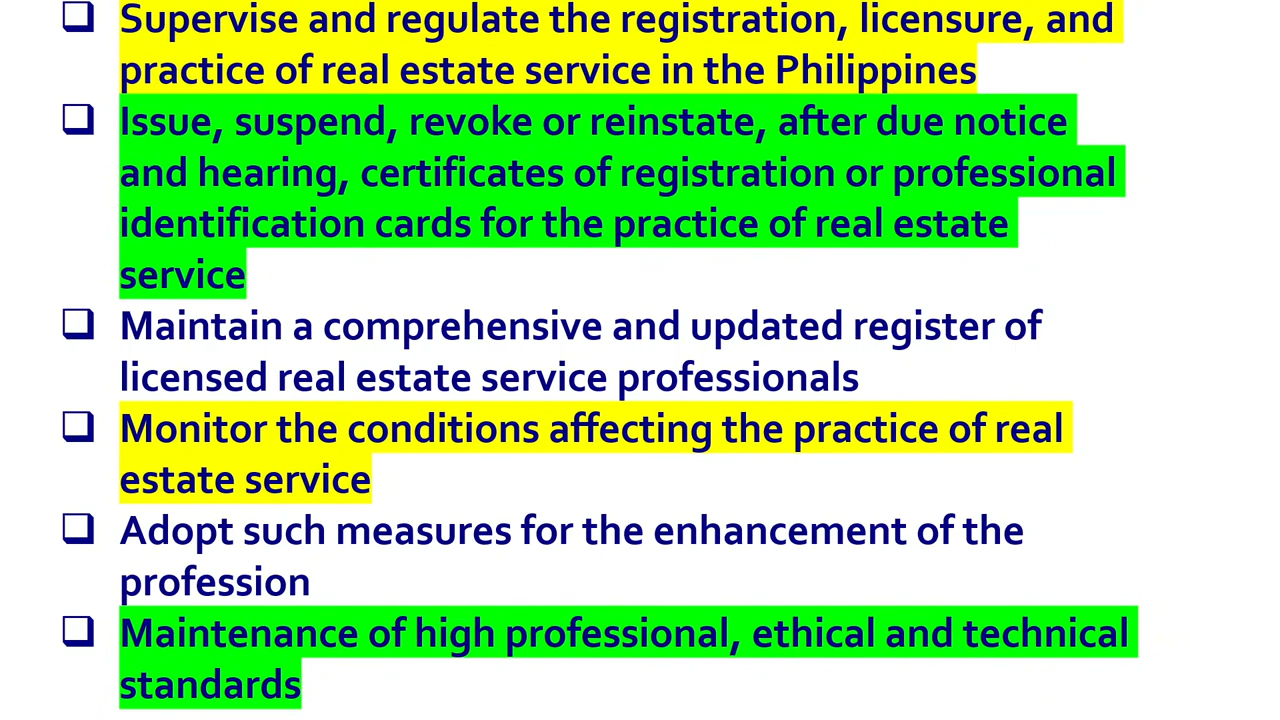 ❑ Supervise and regulate the registration, licensure, and
practice of real estate service in the Philippines
❑ Issue, suspend, revoke or reinstate, after due notice
and hearing, certificates of registration or professional
identification cards for the practice of real estate
service
❑ Maintain a comprehensive and updated register of
licensed real estate service professionals
❑ Monitor the conditions affecting the practice of real
estate service
❑ Adopt such measures for the enhancement of the
profession
❑ Maintenance of high professional, ethical and technical
standards